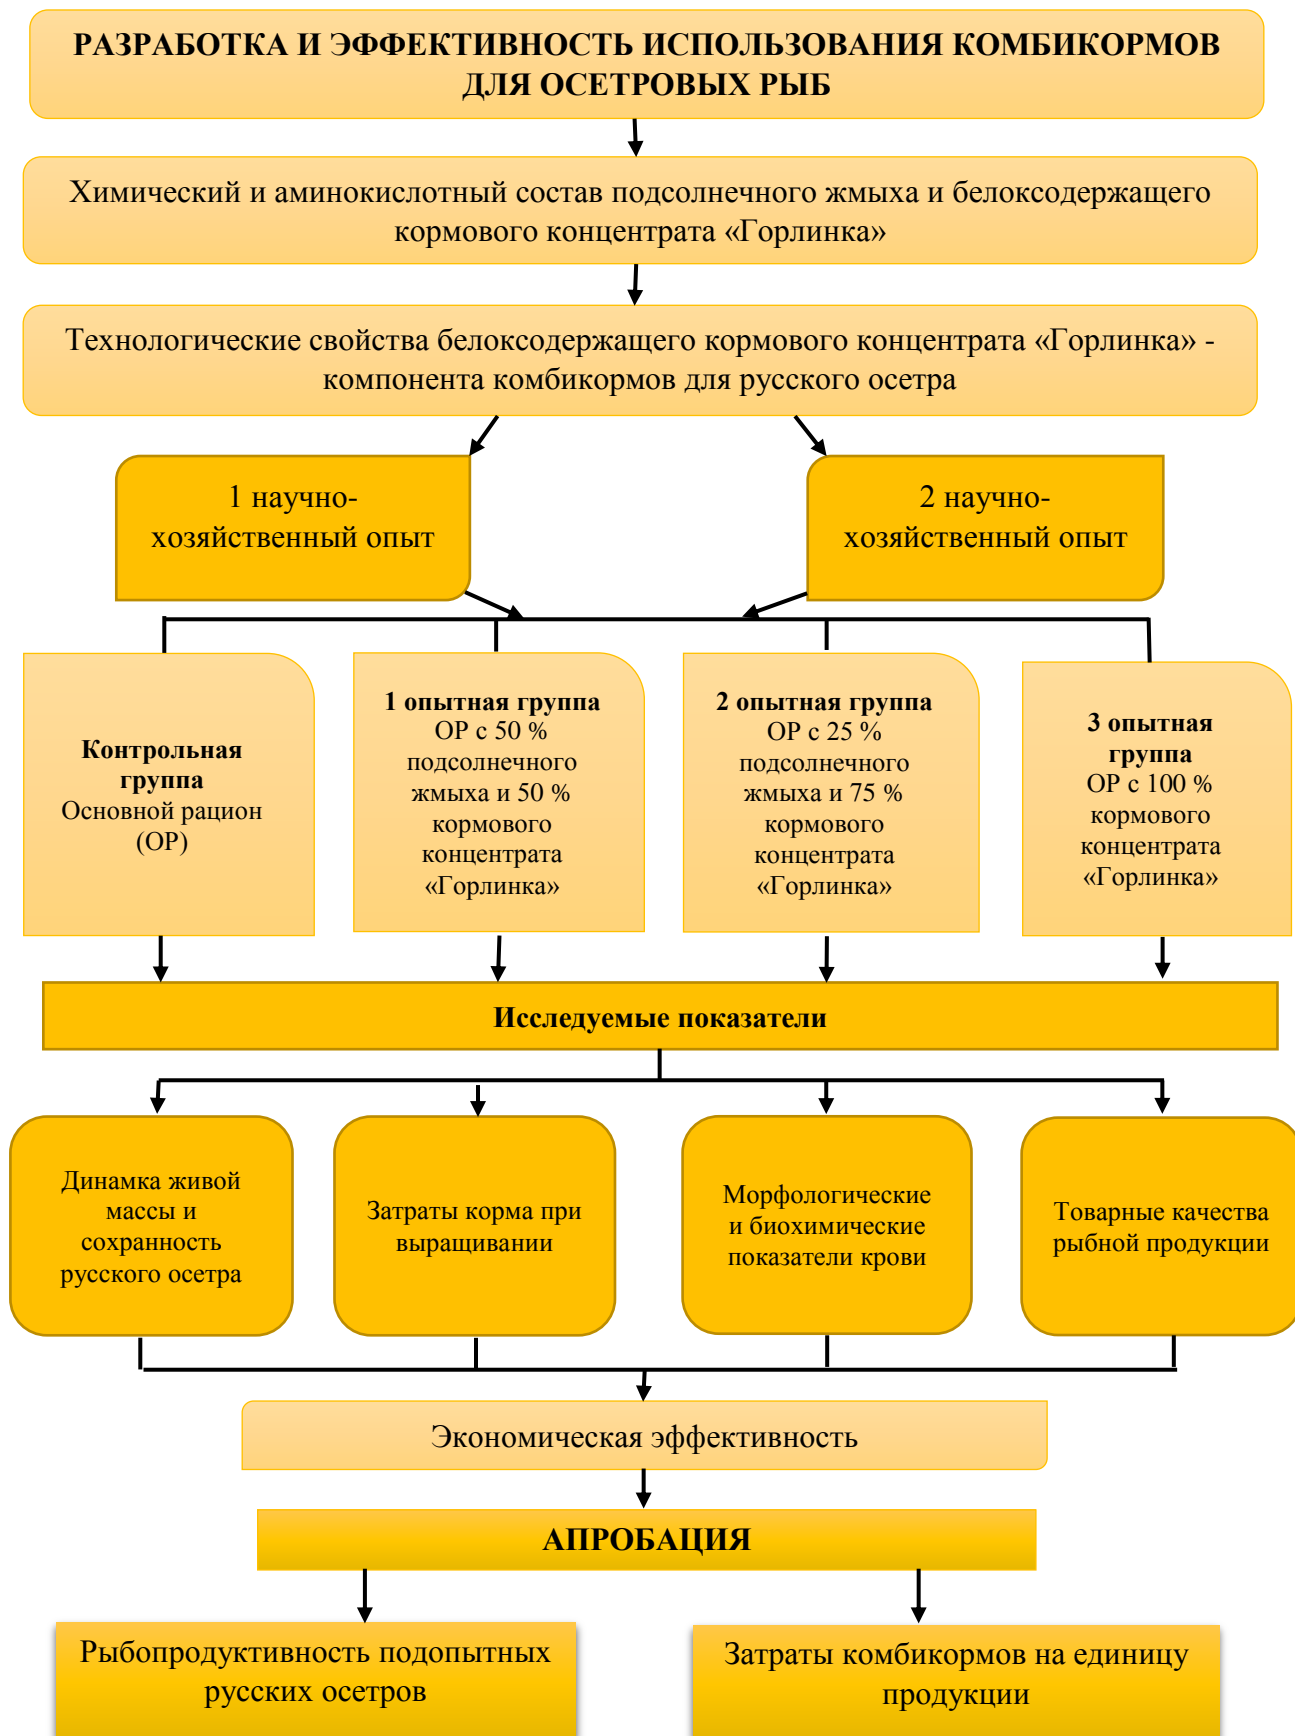 РАЗРАБОТКА И ЭФФЕКТИВНОСТЬ ИСПОЛЬЗОВАНИЯ КОМБИКОРМОВ
ДЛЯ ОСЕТРОВЫХ РЫБ
Химический и аминокислотный состав подсолнечного жмыха и белоксодержащего
кормового концентрата «Горлинка»
Технологические свойства белоксодержащего кормового концентрата «Горлинка» -
компонента комбикормов для русского осетра
1 научно-
хозяйственный опыт
2 научно-
хозяйственный опыт
Контрольная
группа
Основной рацион
(ОР)
1 опытная группа
ОР с 50 %
подсолнечного
жмыха и 50 %
кормового
концентрата
«Горлинка»
2 опытная группа
ОР с 25 %
подсолнечного
жмыха и 75 %
кормового
концентрата
«Горлинка»
3 опытная
группа
ОР с 100 %
кормового
концентрата
«Горлинка»
Исследуемые показатели
Динамка живой
массы и
сохранность
русского осетра
Затраты корма при
выращивании
Морфологические
и биохимические
показатели крови
Товарные качества
рыбной продукции
Экономическая эффективность
АПРОБАЦИЯ
Рыбопродуктивность подопытных
русских осетров
Затраты комбикормов на единицу
продукции